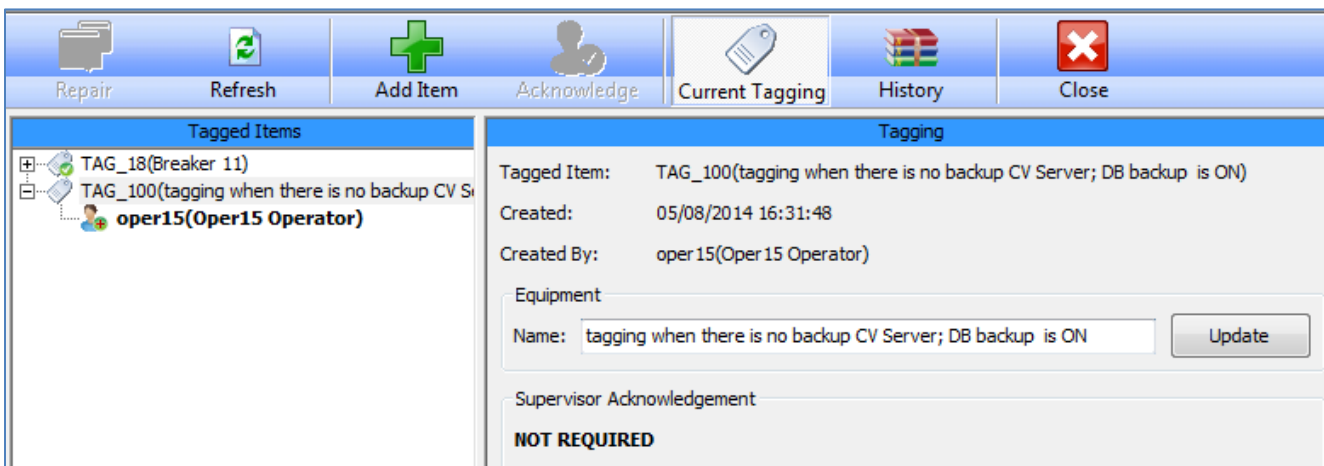 Repair
Refresh
Add Item
Acknowledge
Current Tagging
History
Close
Tagged Items
TAG_18(Breaker 11)
TAG_100(tagging when there is no backup CV Se
oper15(Oper15 Operator)
Tagging
Tagged Item: TAG_100(tagging when there is no backup CV Server; DB backup is ON)
Created: 05/08/2014 16:31:48
Created By: oper15(Oper15 Operator)
Equipment
Name: tagging when there is no backup CV Server; DB backup is ON Update
Supervisor Acknowledgement
NOT REQUIRED